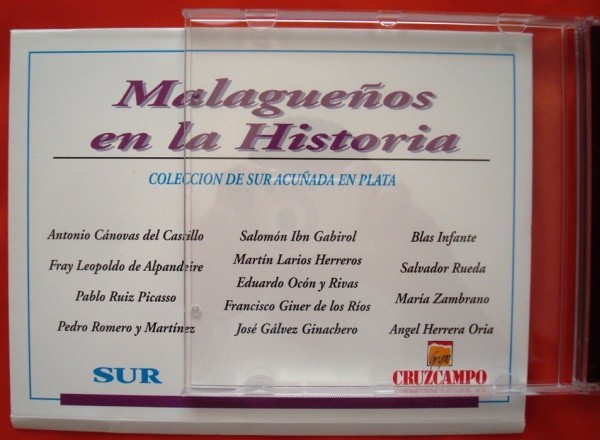 Malagueños
en la Historia
COLECCION DE SUR ACUÑADA EN PLATA
Antonio Cánovas del Castillo
Fray Leopoldo de Alpandeire
Pablo Ruiz Picasso
Pedro Romero y Martínez
Salomón Ibn Gabirol
Martín Larios Herreros
Eduardo Ocón y Rivas
Francisco Giner de los Ríos
José Gálvez Ginachero
Blas Infante
Salvador Rueda
María Zambrano
Angel Herrera Oria
SUR
CRUZCAMPO